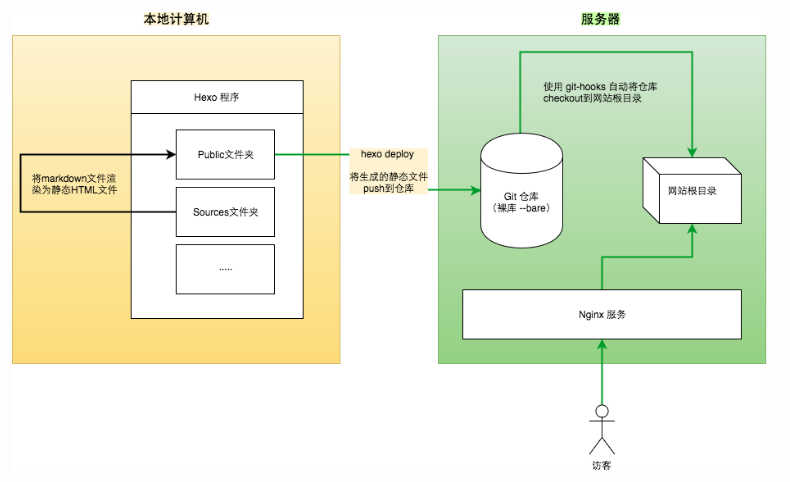 本地计算机
服务器
Hexo 程序
Public文件夹
将markdown文件渲
染为静态HTML文件
Sources文件夹
.....
hexo deploy
将生成的静态文件
push到仓库
使用 git-hooks 自动将仓库
checkout到网站根目录
Git 仓库
（裸库 --bare）
网站根目录
Nginx 服务
访客